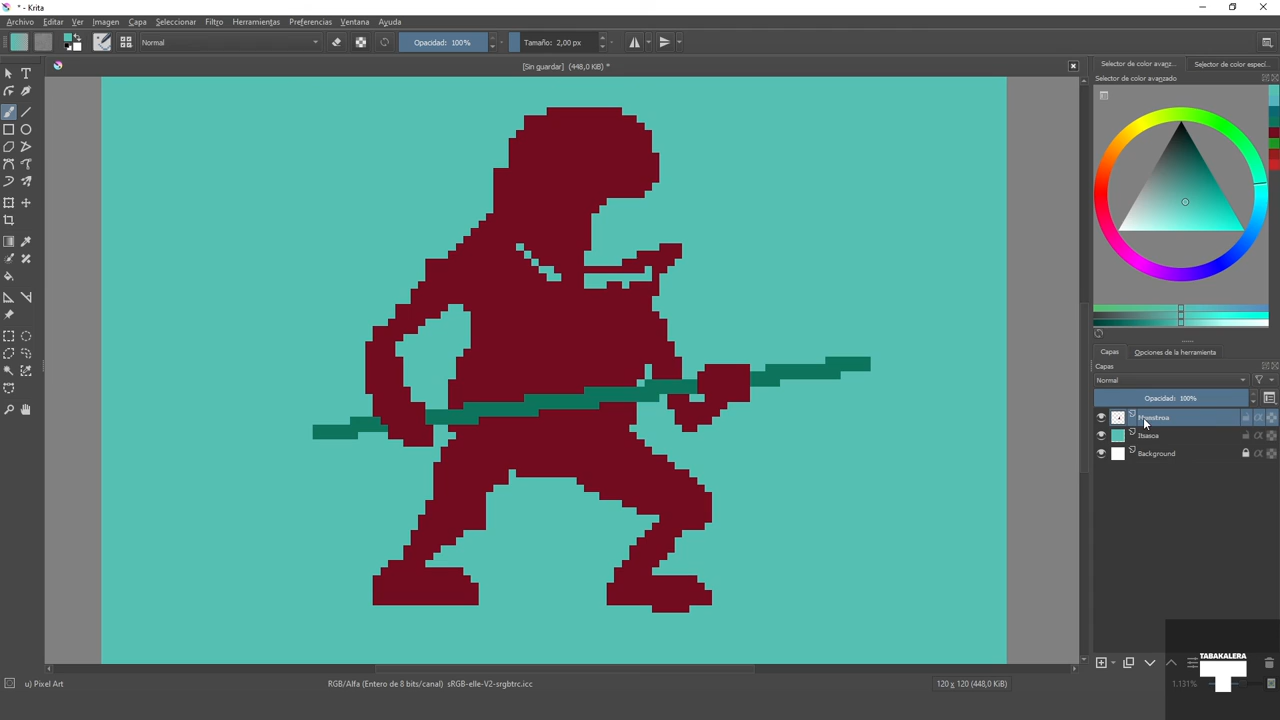 * - Krita
Archivo Editar Ver Imagen Capa Seleccionar Filtro Herramientas Preferencias Ventana Ayuda
Normal Opacidad: 100% Tamaño: 2,00 px
[Sin guardar] (448,0 KiB) *
Selector de color avanz... Selector de color especí...
Selector de color avanzado
Capas Opciones de la herramienta
Capas
Normal
Opacidad: 100%
Itsasoa
Background
TABAKALERA
u) Pixel Art RGB/Alfa (Entero de 8 bits/canal) sRGB-elle-V2-srgbtrc.icc 120 x 120 (448,0 KiB) 1.131%